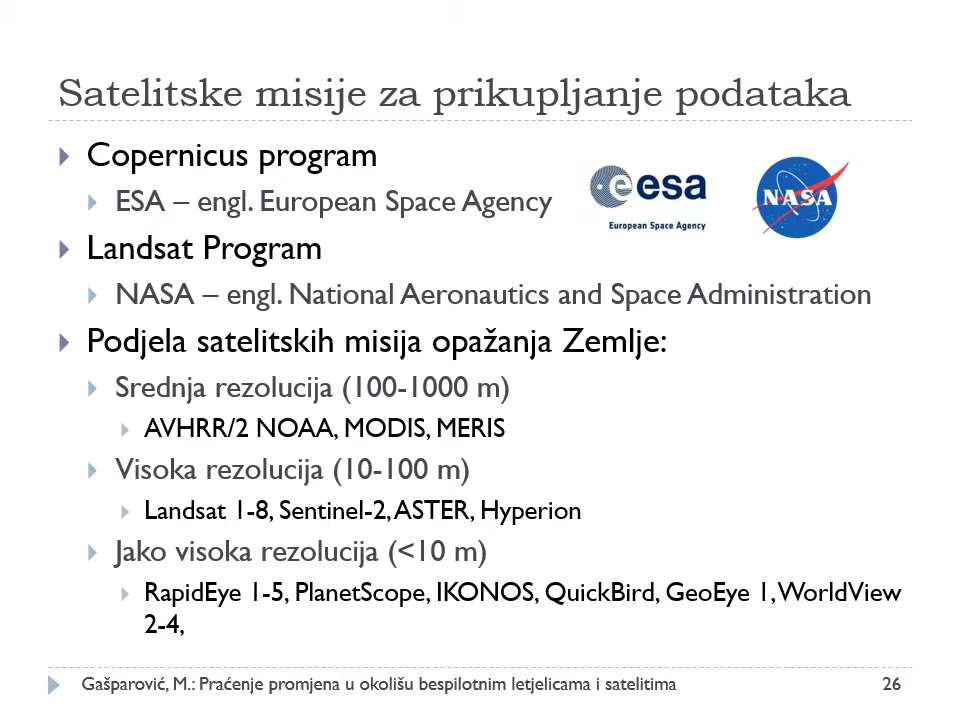 Satelitske misije za prikupljanje podataka
Copernicus program
ESA – engl. European Space Agency
esa
European Space Agency
NASA
Landsat Program
NASA – engl. National Aeronautics and Space Administration
Podjela satelitskih misija opažanja Zemlje:
Srednja rezolucija (100-1000 m)
AVHRR/2 NOAA, MODIS, MERIS
Visoka rezolucija (10-100 m)
Landsat 1-8, Sentinel-2, ASTER, Hyperion
Jako visoka rezolucija (<10 m)
RapidEye 1-5, PlanetScope, IKONOS, QuickBird, GeoEye 1, WorldView
2-4,
Gašparović, M.: Praćenje promjena u okolišu bespilotnim letjelicama i satelitima
26